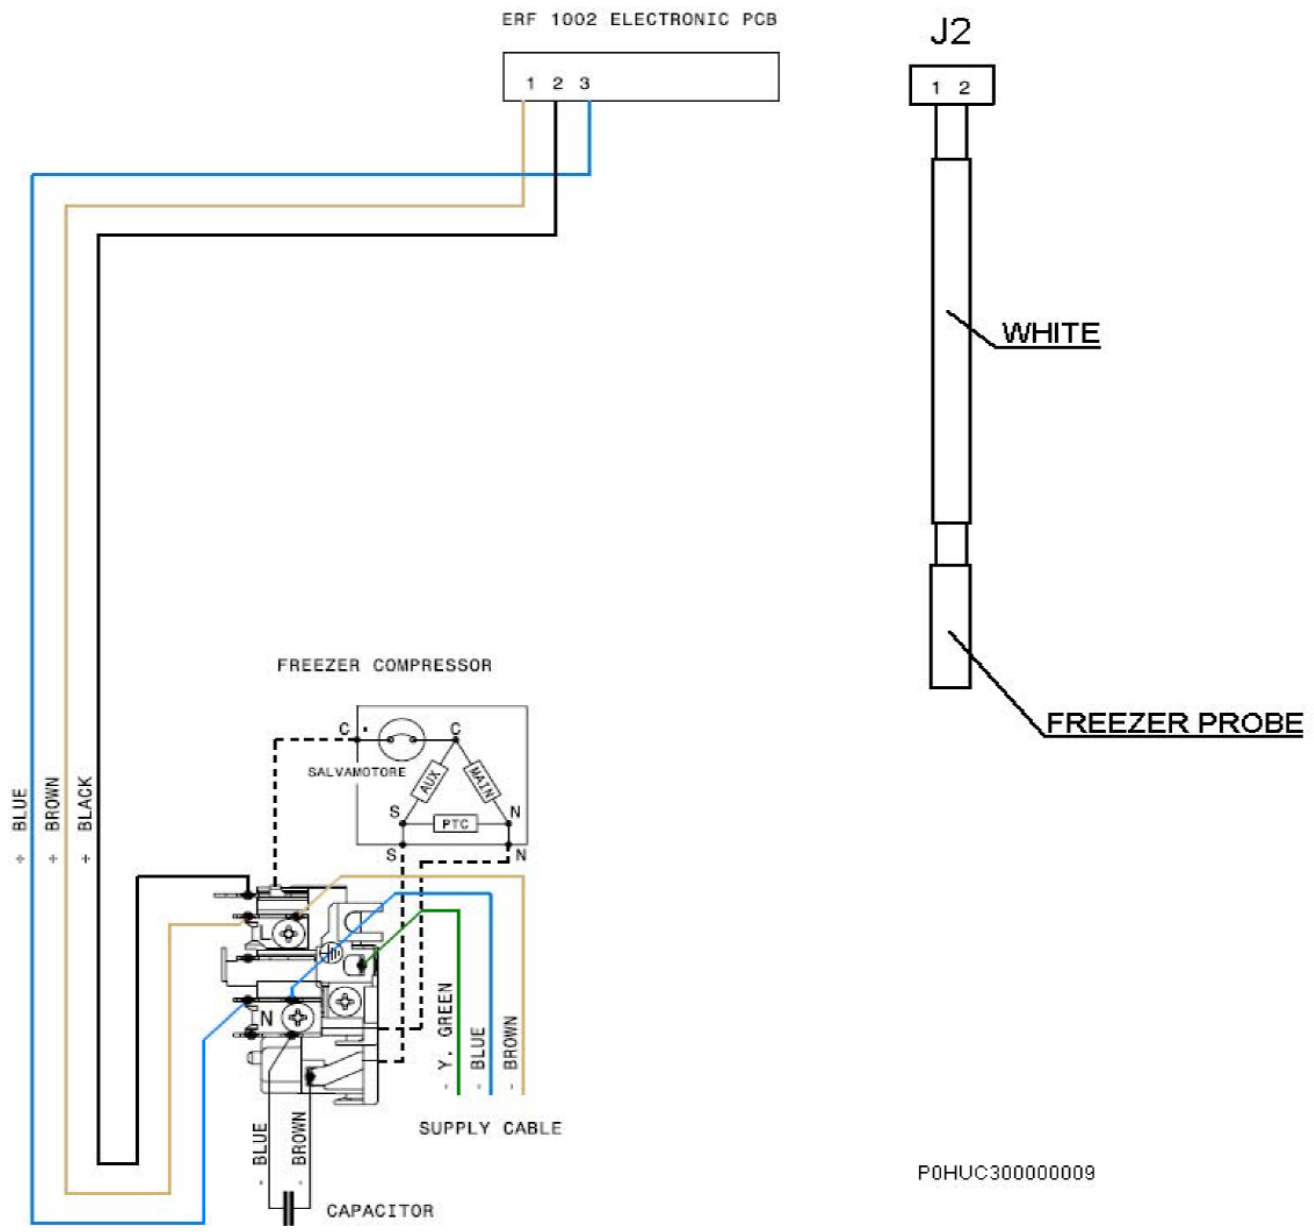 ERF 1002 ELECTRONIC PCB
1 2 3
J2
1 2
WHITE
FREEZER PROBE
FREEZER COMPRESSOR
C
C
SALVAMOTORE
AUX
MAIN
S
N
PTC
S
N
÷ BLUE
÷ BROWN
÷ BLACK
N
- Y. GREEN
- BLUE
- BROWN
SUPPLY CABLE
- BLUE
- BROWN
CAPACITOR
P0HUC300000009